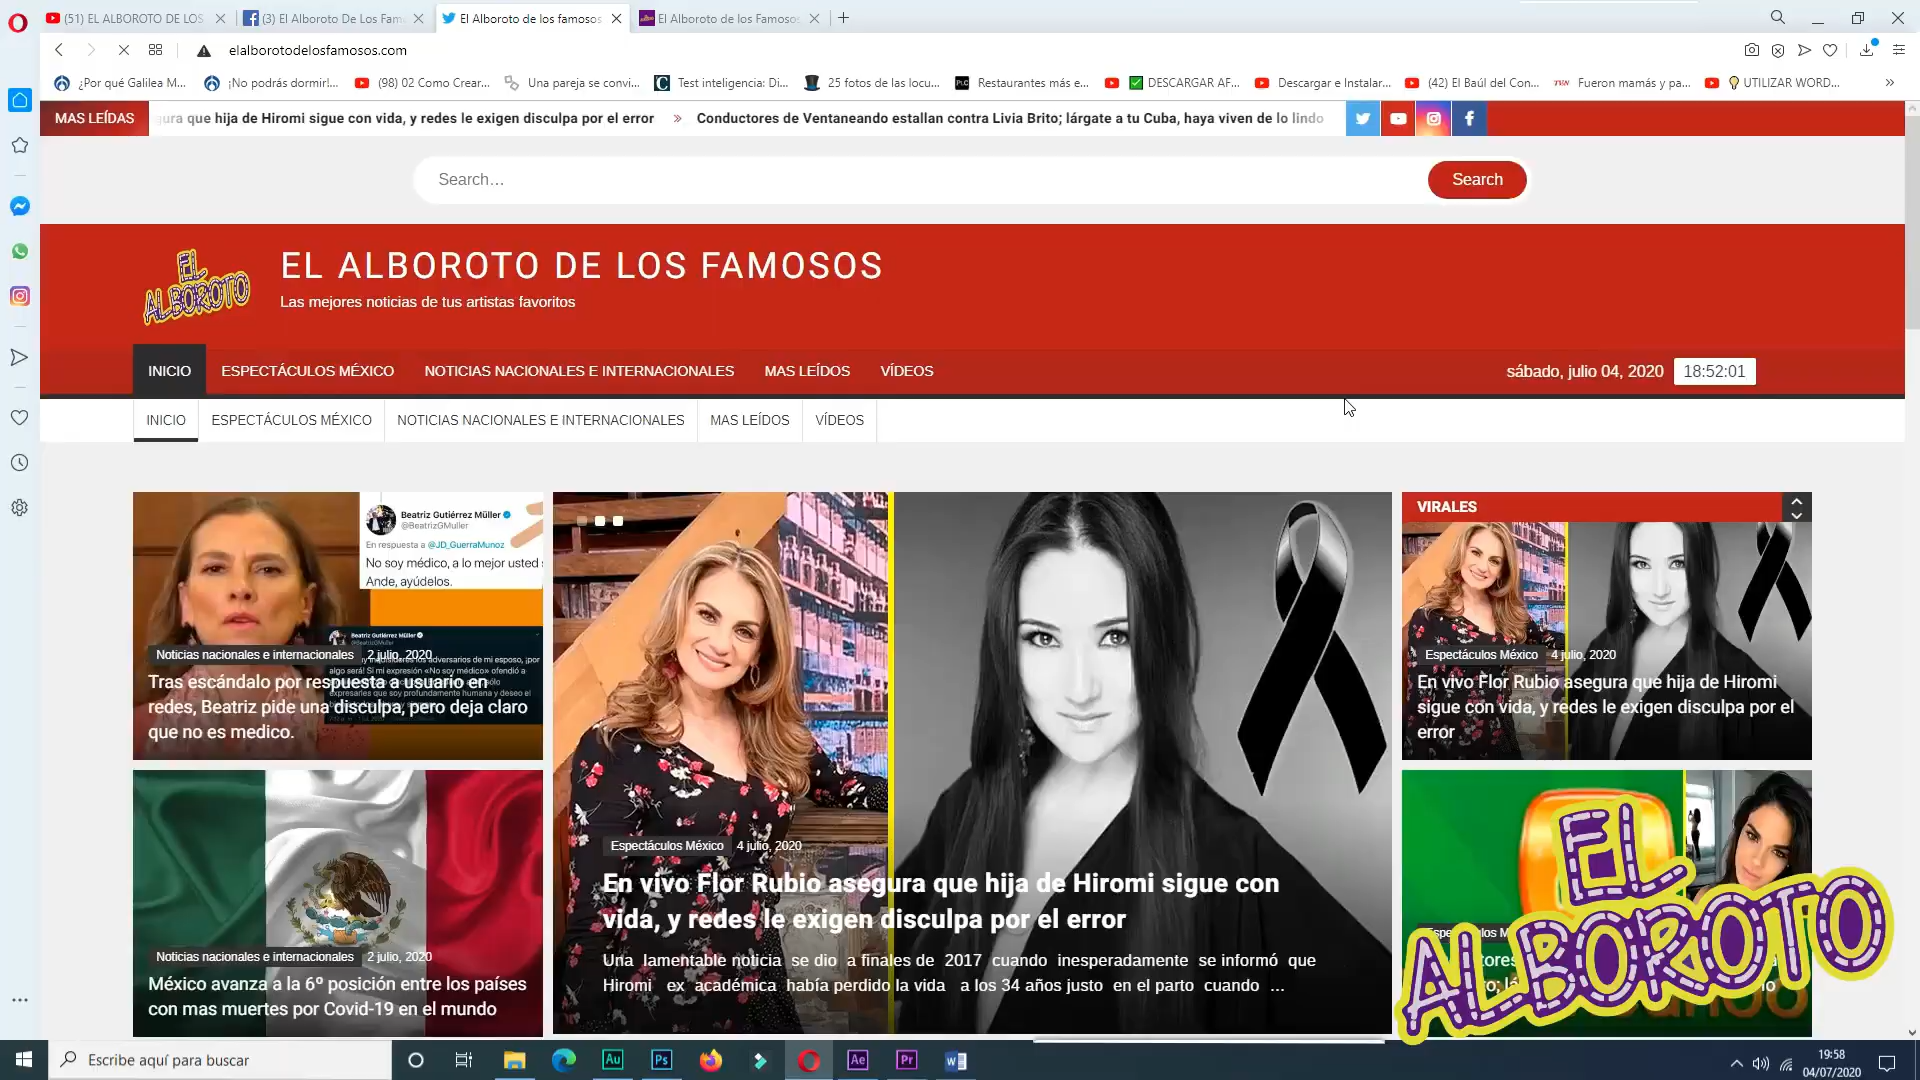 (51) EL ALBOROTO DE LOS
(3) El Alboroto De Los Fam
El Alboroto de los famosos
El Alboroto de los Famosos
elalborotodelosfamosos.com
¿Por qué Galilea M...
¡No podrás dormir!...
(98) 02 Como Crear...
Una pareja se convi...
Test inteligencia: Di...
25 fotos de las locu...
Restaurantes más e...
DESCARGAR AF...
Descargar e Instalar...
(42) El Baúl del Con...
Fueron mamás y pa...
UTILIZAR WORD...
MAS LEÍDAS
ura que hija de Hiromi sigue con vida, y redes le exigen disculpa por el error » Conductores de Ventaneando estallan contra Livia Brito; lárgate a tu Cuba, haya viven de lo lindo
Search…
Search
EL ALBOROTO
EL ALBOROTO DE LOS FAMOSOS
Las mejores noticias de tus artistas favoritos
INICIO ESPECTÁCULOS MÉXICO NOTICIAS NACIONALES E INTERNACIONALES MAS LEÍDOS VÍDEOS
sábado, julio 04, 2020 18:52:01
INICIO ESPECTÁCULOS MÉXICO NOTICIAS NACIONALES E INTERNACIONALES MAS LEÍDOS VÍDEOS
Beatriz Gutiérrez Müller
@BeatrizGMuller
En respuesta a @JD_GuerraMunoz
No soy médico, a lo mejor usted
Ande, ayúdelos.
Beatriz Gutiérrez Müller
@BeatrizGMuller
Noticias nacionales e internacionales 2 julio, 2020
Tras escándalo por respuesta a usuario en
redes, Beatriz pide una disculpa, pero deja claro
que no es medico.
Noticias nacionales e internacionales 2 julio, 2020
México avanza a la 6º posición entre los países
con mas muertes por Covid-19 en el mundo
Espectáculos México 4 julio, 2020
En vivo Flor Rubio asegura que hija de Hiromi sigue con
vida, y redes le exigen disculpa por el error
Una lamentable noticia se dio a finales de 2017 cuando inesperadamente se informó que
Hiromi ex académica había perdido la vida a los 34 años justo en el parto cuando ...
VIRALES
Espectáculos México 4 julio, 2020
En vivo Flor Rubio asegura que hija de Hiromi
sigue con vida, y redes le exigen disculpa por el
error
EL
ALBOROTO
Escribe aquí para buscar
19:58
04/07/2020